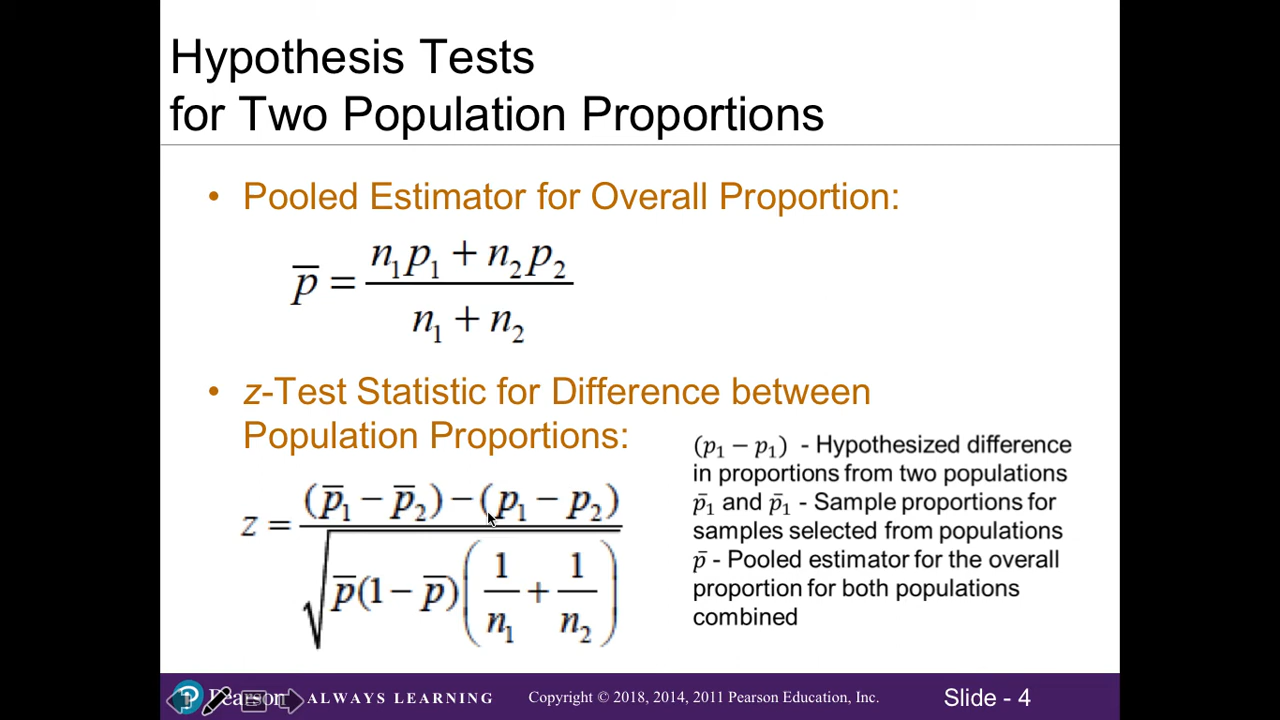 Hypothesis Tests
for Two Population Proportions
• Pooled Estimator for Overall Proportion:
p̅ = (n₁p₁ + n₂p₂) / (n₁ + n₂)
• z-Test Statistic for Difference between
Population Proportions:
z = ((p̅₁ − p̅₂) − (p₁ − p₂)) / √(p̅(1 − p̅)(1/n₁ + 1/n₂))
(p₁ − p₁) - Hypothesized difference
in proportions from two populations
p̄₁ and p̄₁ - Sample proportions for
samples selected from populations
p̄ - Pooled estimator for the overall
proportion for both populations
combined
Pearson ALWAYS LEARNING Copyright © 2018, 2014, 2011 Pearson Education, Inc. Slide - 4